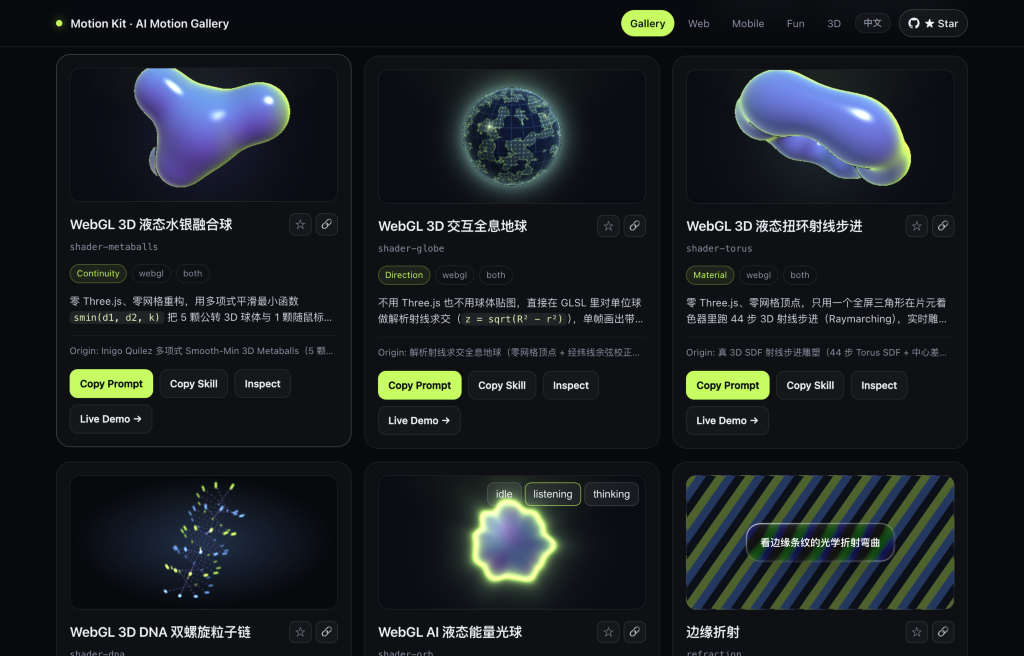 Motion Kit · AI Motion Gallery
Gallery
Web
Mobile
Fun
3D
中文
★ Star
WebGL 3D 液态水银融合球
shader-metaballs
Continuity
webgl
both
零 Three.js、零网格重构，用多项式平滑最小函数
smin(d1, d2, k) 把 5 颗公转 3D 球体与 1 颗随鼠标…
Origin: Inigo Quilez 多项式 Smooth-Min 3D Metaballs（5 颗…
Copy Prompt
Copy Skill
Inspect
Live Demo →
WebGL 3D 交互全息地球
shader-globe
Direction
webgl
both
不用 Three.js 也不用球体贴图，直接在 GLSL 里对单位球
做解析射线求交（ z = sqrt(R² − r²) ），单帧画出带…
Origin: 解析射线求交全息地球（零网格顶点 + 经纬线余弦校正…
Copy Prompt
Copy Skill
Inspect
Live Demo →
WebGL 3D 液态扭环射线步进
shader-torus
Material
webgl
both
零 Three.js、零网格顶点，只用一个全屏三角形在片元着
色器里跑 44 步 3D 射线步进（Raymarching），实时雕…
Origin: 真 3D SDF 射线步进雕塑（44 步 Torus SDF + 中心差…
Copy Prompt
Copy Skill
Inspect
Live Demo →
WebGL 3D DNA 双螺旋粒子链
shader-dna
idle
listening
thinking
WebGL AI 液态能量光球
shader-orb
看边缘条纹的光学折射弯曲
边缘折射
refraction